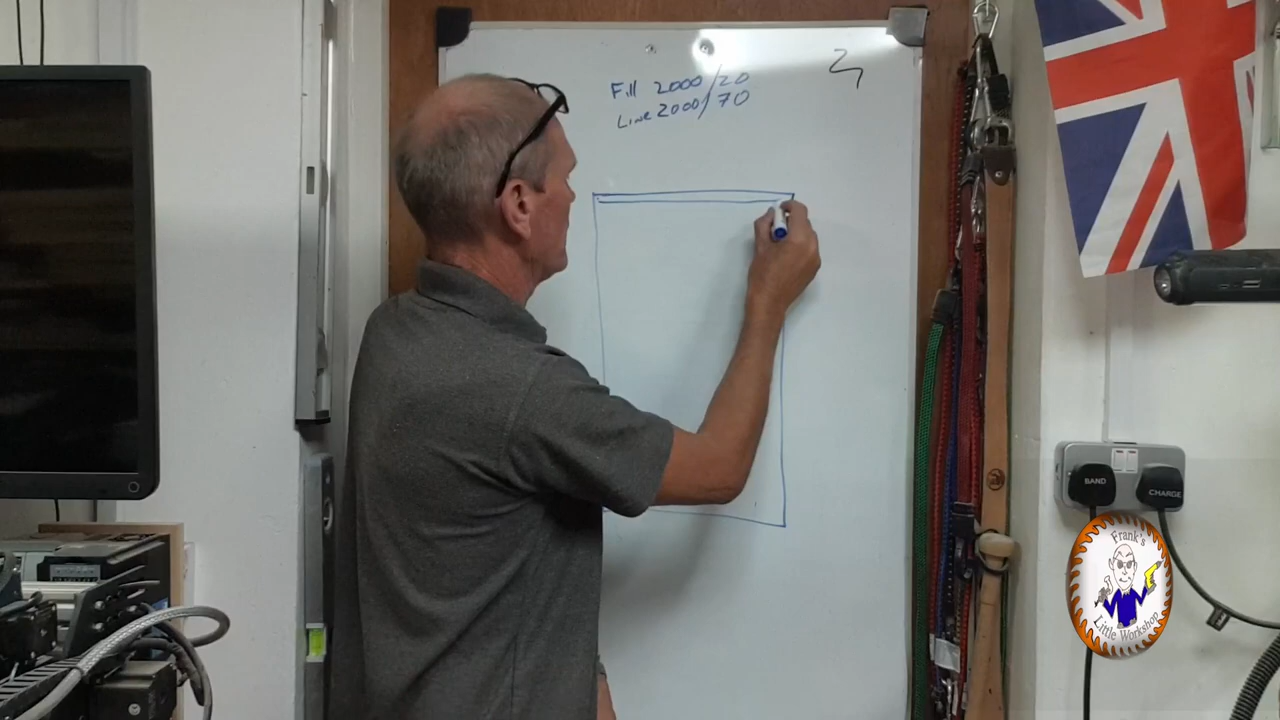 Fill 2000/20
Line 2000/70
BAND
CHARGE
Frank's
Little Workshop